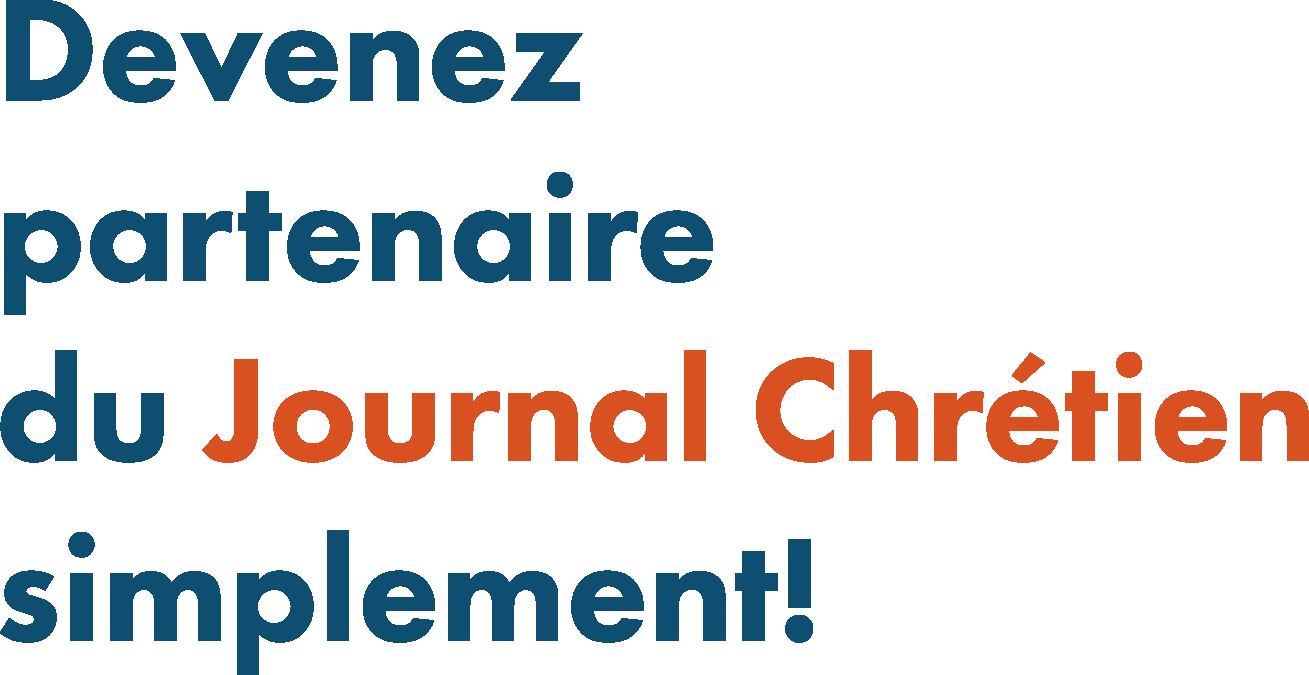 Devenez
partenaire
du Journal Chrétien
simplement!